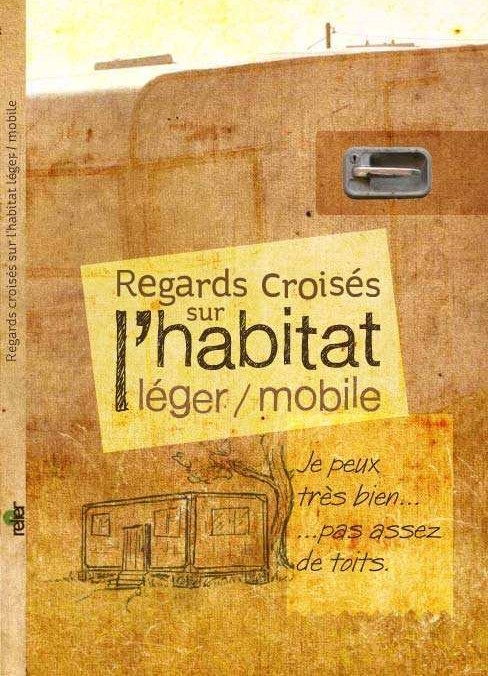 Regards croisés sur l'habitat léger / mobile
relier
Regards Croisés
sur
l'habitat
léger / mobile
Je peux
très bien...
...pas assez
de toits.